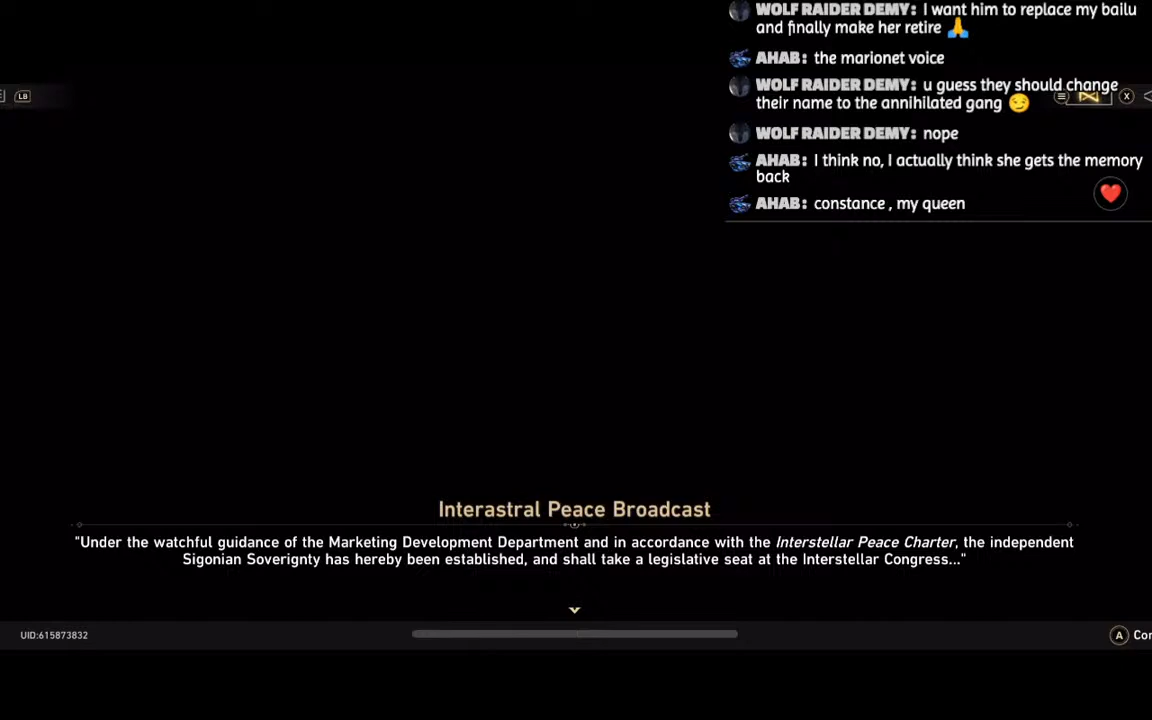 WOLF RAIDER DEMY: I want him to replace my bailu
and finally make her retire 🙏
AHAB: the marionet voice
WOLF RAIDER DEMY: u guess they should change
their name to the annihilated gang 😏
WOLF RAIDER DEMY: nope
AHAB: I think no, I actually think she gets the memory
back
AHAB: constance , my queen
LB
X
Interastral Peace Broadcast
"Under the watchful guidance of the Marketing Development Department and in accordance with the Interstellar Peace Charter, the independent
Sigonian Soverignty has hereby been established, and shall take a legislative seat at the Interstellar Congress..."
UID:615873832
A Con